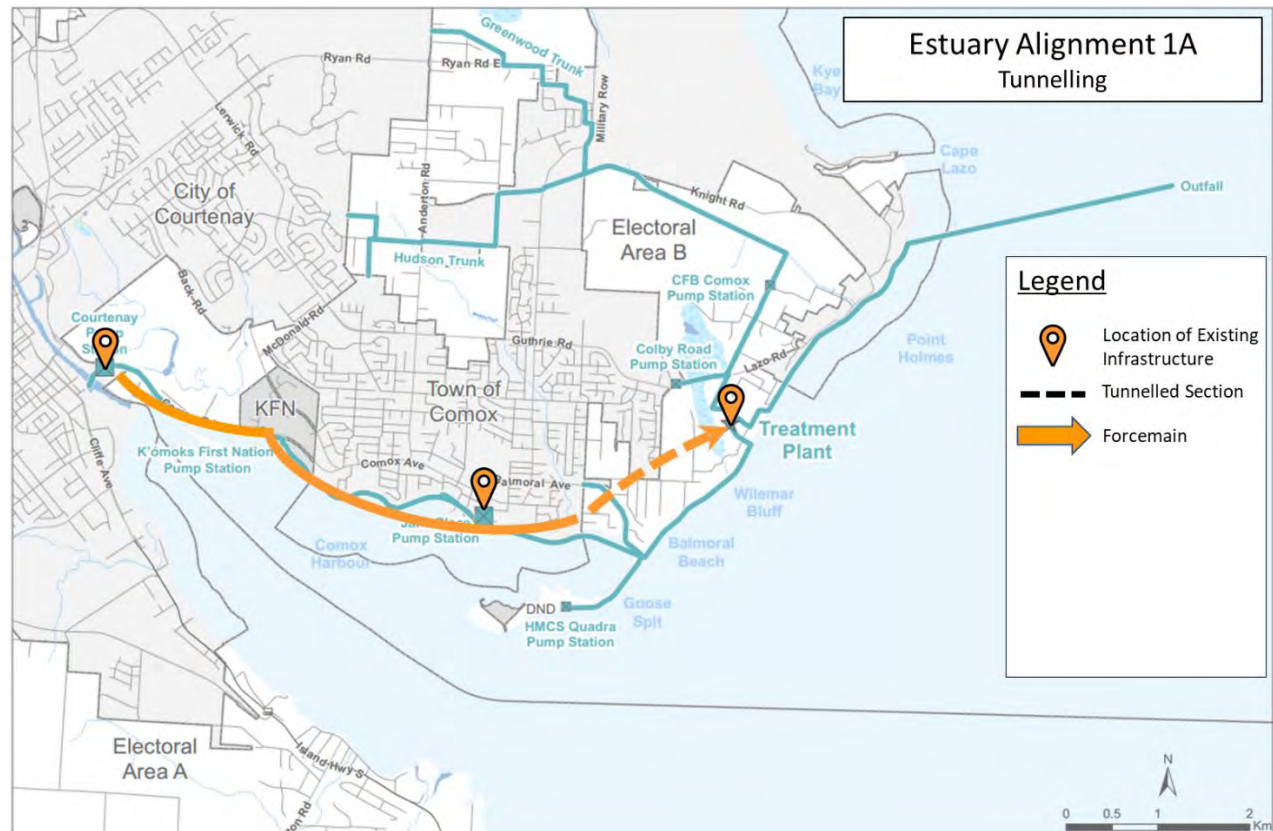 Estuary Alignment 1A
Tunnelling
Greenwood Trunk
Ryan Rd
Ryan Rd E
Kye
Bay
Military Row
Lerwick Rd
Cape
Lazo
City of
Courtenay
Anderton Rd
Knight Rd
Outfall
Electoral
Area B
Hudson Trunk
Back Rd
CFB Comox
Pump Station
Legend
Location of Existing
Infrastructure
Tunnelled Section
Forcemain
Courtenay
Station
McDonald Rd
Guthrie Rd
Point
Holmes
Colby Road
Pump Station
Lazo Rd
Town of
Comox
KFN
Treatment
Plant
K'ómoks First Nation
Pump Station
Cliffe Ave
Comox Ave
Balmoral Ave
Wilemar
Bluff
Pump Station
Comox
Harbour
Balmoral
Beach
Goose
Spit
DND
HMCS Quadra
Pump Station
Electoral
Area A
Island-Hwy S
N
0 0.5 1 2
Km